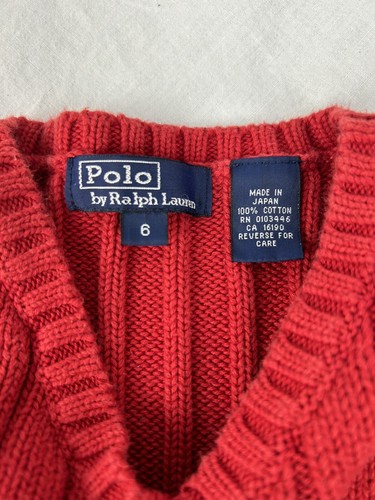 Polo
by Ralph Lauren
6
MADE IN
JAPAN
100% COTTON
RN 0103446
CA 16190
REVERSE FOR
CARE